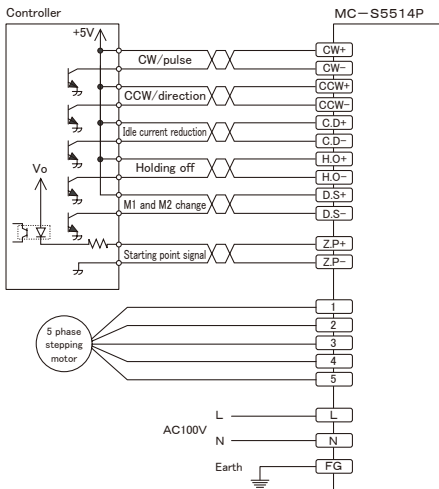 Controller
MC-S5514P
+5V
CW/pulse
CW+
CW-
CCW/direction
CCW+
CCW-
Idle current reduction
C.D+
C.D-
Vo
Holding off
H.O+
H.O-
M1 and M2 change
D.S+
D.S-
Starting point signal
Z.P+
Z.P-
5 phase
stepping
motor
1
2
3
4
5
AC100V
L
L
N
N
Earth
FG